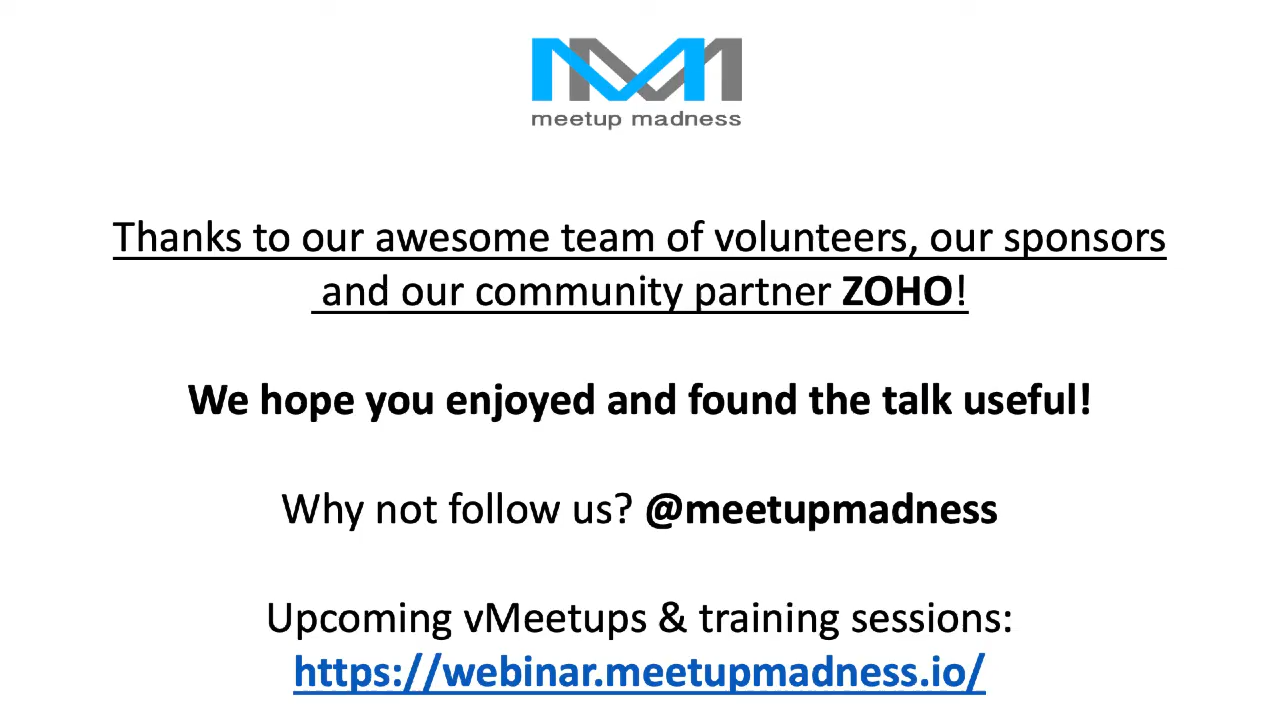 meetup madness
Thanks to our awesome team of volunteers, our sponsors
and our community partner ZOHO!
We hope you enjoyed and found the talk useful!
Why not follow us? @meetupmadness
Upcoming vMeetups & training sessions:
https://webinar.meetupmadness.io/